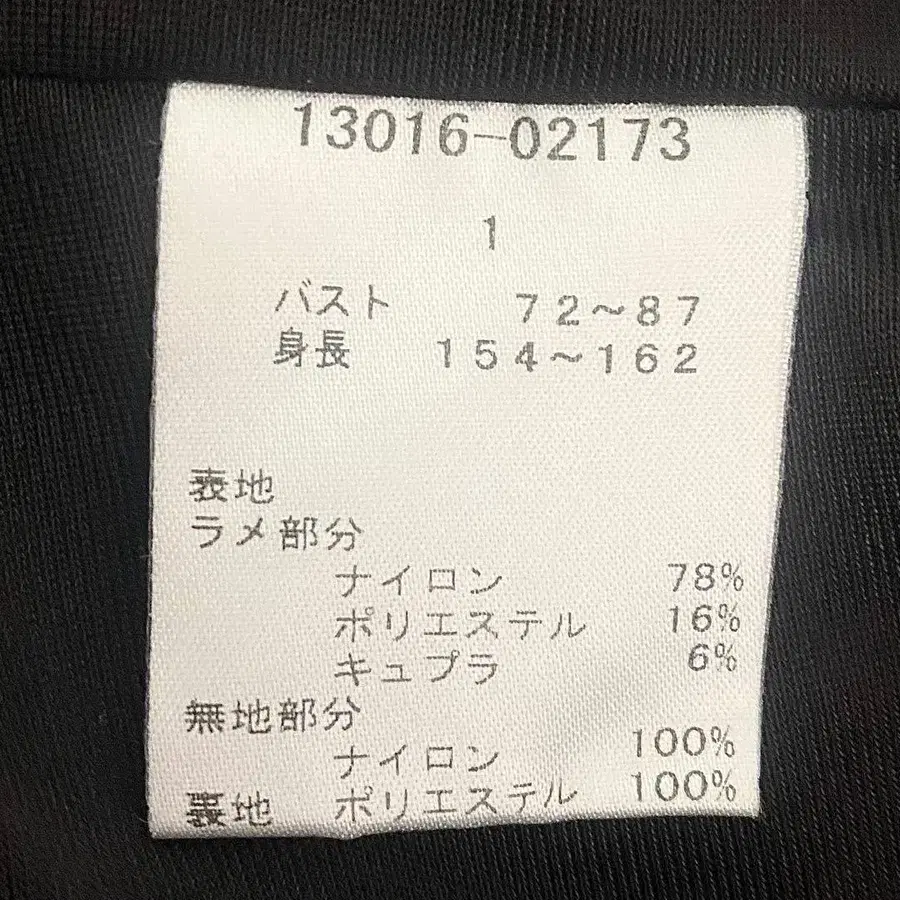 13016-02173
1
バスト 72～87
身長 154～162
表地
ラメ部分
ナイロン 78%
ポリエステル 16%
キュプラ 6%
無地部分
ナイロン 100%
裏地 ポリエステル 100%